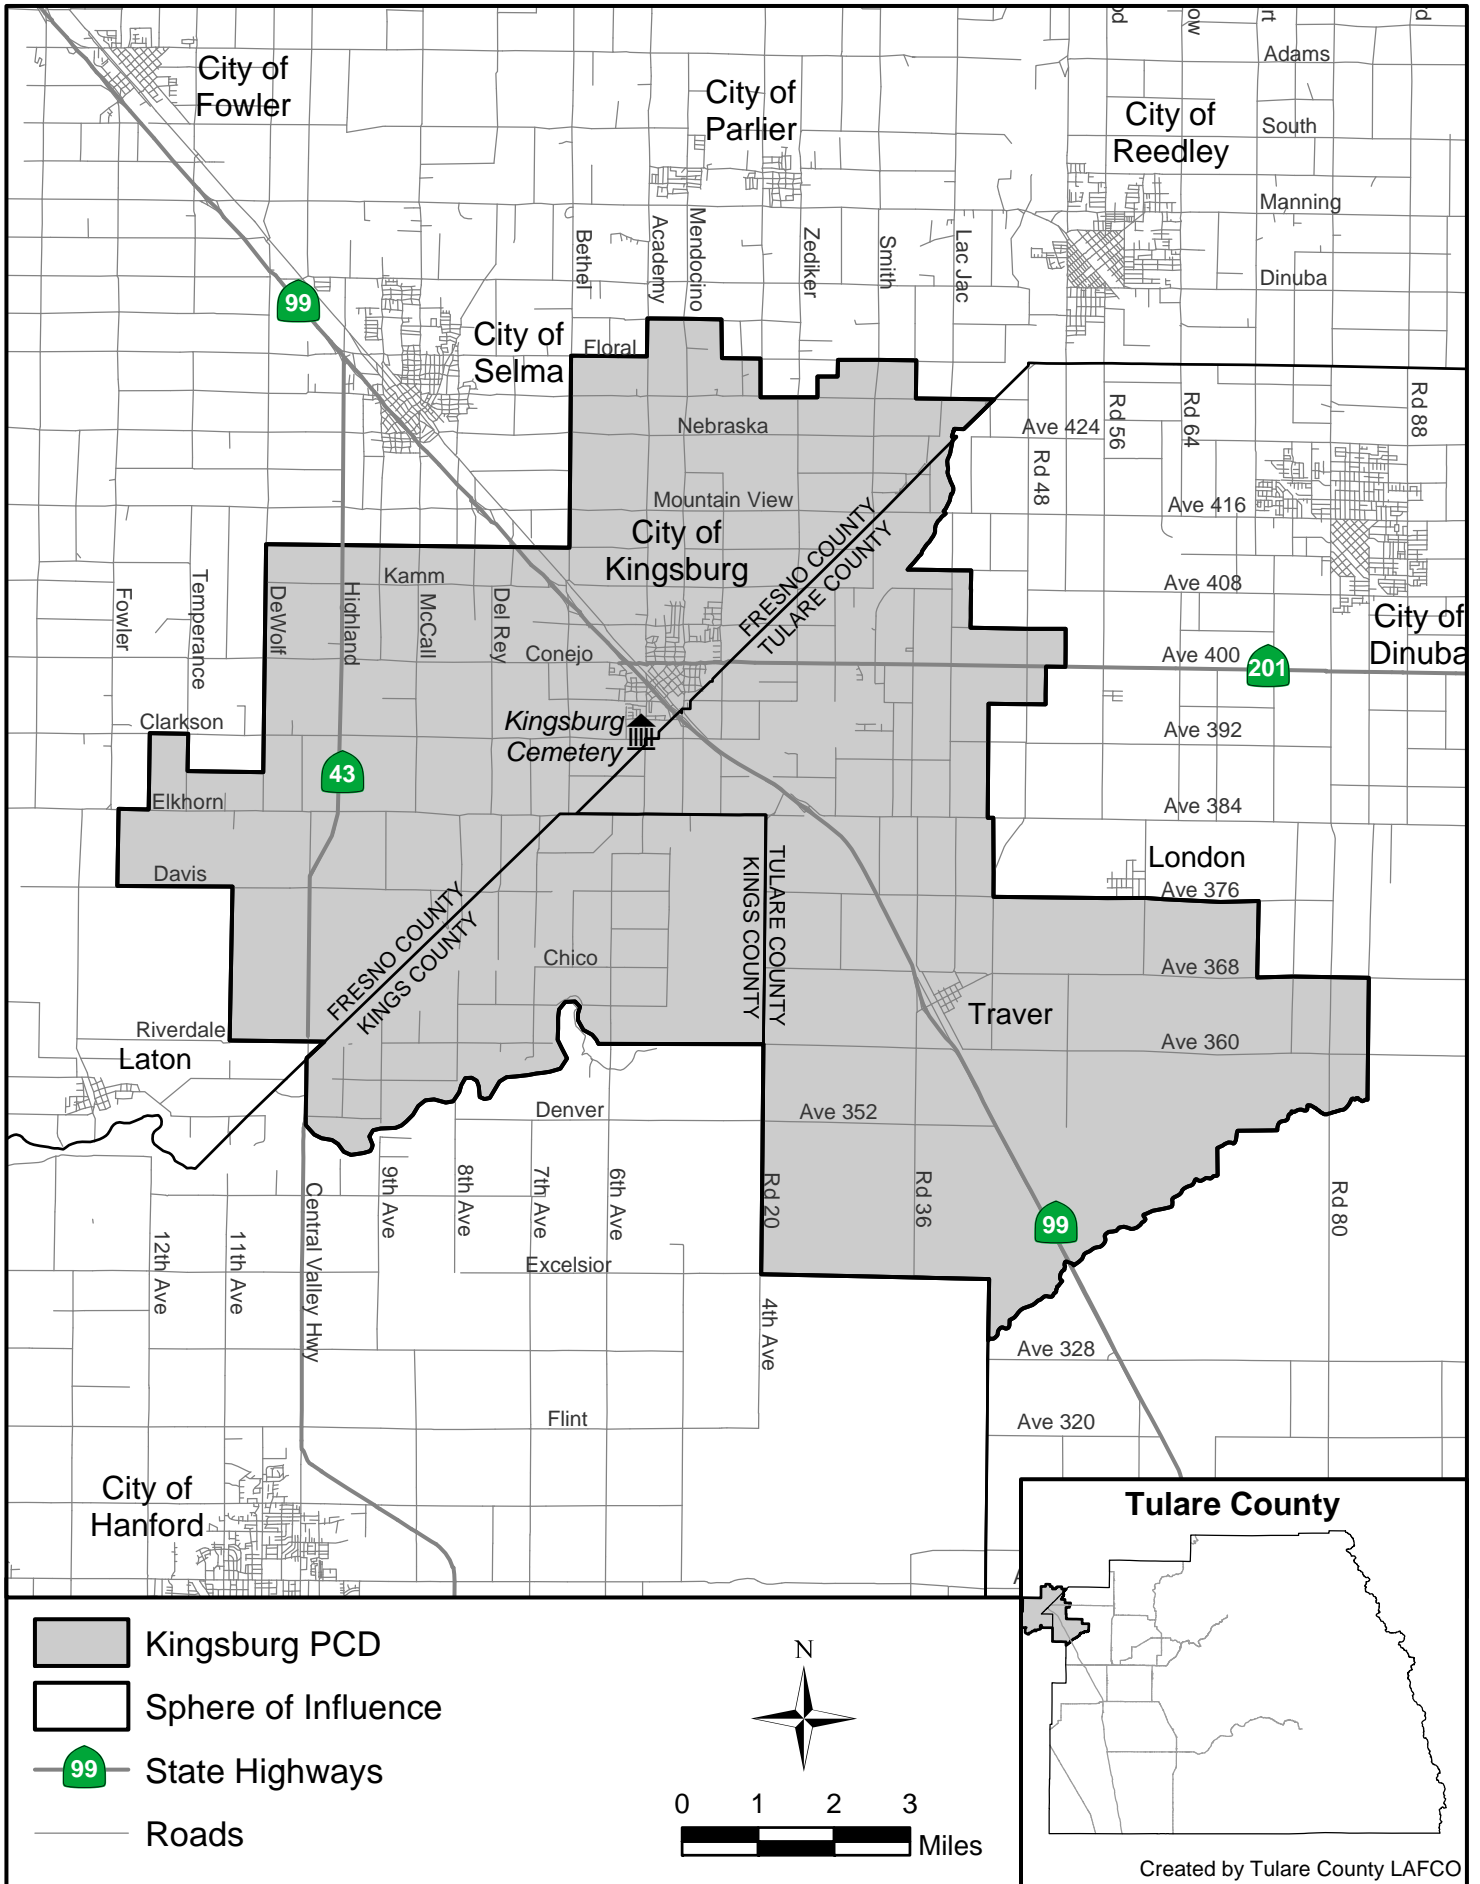 City of
Fowler
City of
Parlier
City of
Reedley
Adams
South
Manning
Dinuba
rt
Bethel
Academy
Mendocino
Zediker
Smith
Lac Jac
99
City of
Selma
Floral
Nebraska
Mountain View
City of
Kingsburg
FRESNO COUNTY
TULARE COUNTY
Ave 424
Rd 48
Rd 56
Rd 64
Rd 88
Ave 416
Ave 408
City of
Dinuba
Ave 400
201
Ave 392
Ave 384
Fowler
Temperance
DeWolf
Highland
Kamm
McCall
Del Rey
Conejo
Kingsburg
Cemetery
Clarkson
43
Elkhorn
Davis
London
Ave 376
FRESNO COUNTY
KINGS COUNTY
Chico
TULARE COUNTY
KINGS COUNTY
Ave 368
Traver
Ave 360
Riverdale
Laton
Denver
Ave 352
12th Ave
11th Ave
Central Valley Hwy
9th Ave
8th Ave
7th Ave
6th Ave
Rd 20
Rd 36
99
Rd 80
Excelsior
4th Ave
Ave 328
Flint
Ave 320
City of
Hanford
Kingsburg PCD
Sphere of Influence
99 State Highways
Roads
N
0 1 2 3
Miles
Tulare County
Created by Tulare County LAFCO